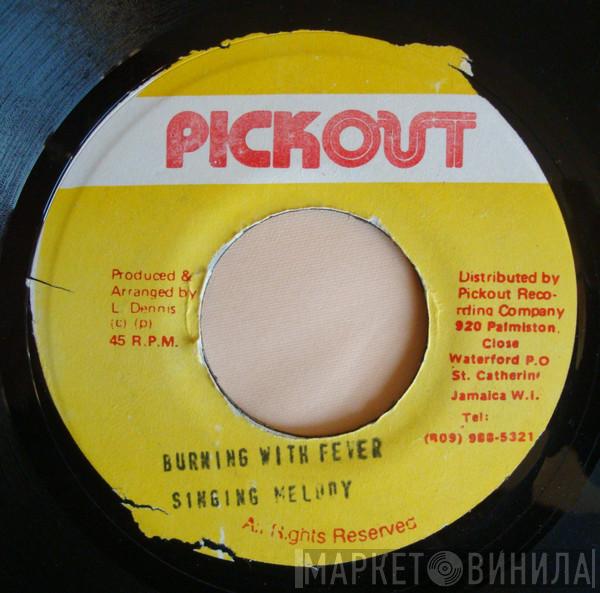 PICKOUT
Produced &
Arranged by
L. Dennis
(c) (p)
45 R.P.M.
Distributed by
Pickout Reco-
rding Company
920 Palmiston.
Close
Waterford P.O
St. Catherine
Jamaica W.I.
Tel:
(809) 988-5321
BURNING WITH FEVER
SINGING MELODY
All Rights Reserved
МАРКЕТ ВИНИЛА